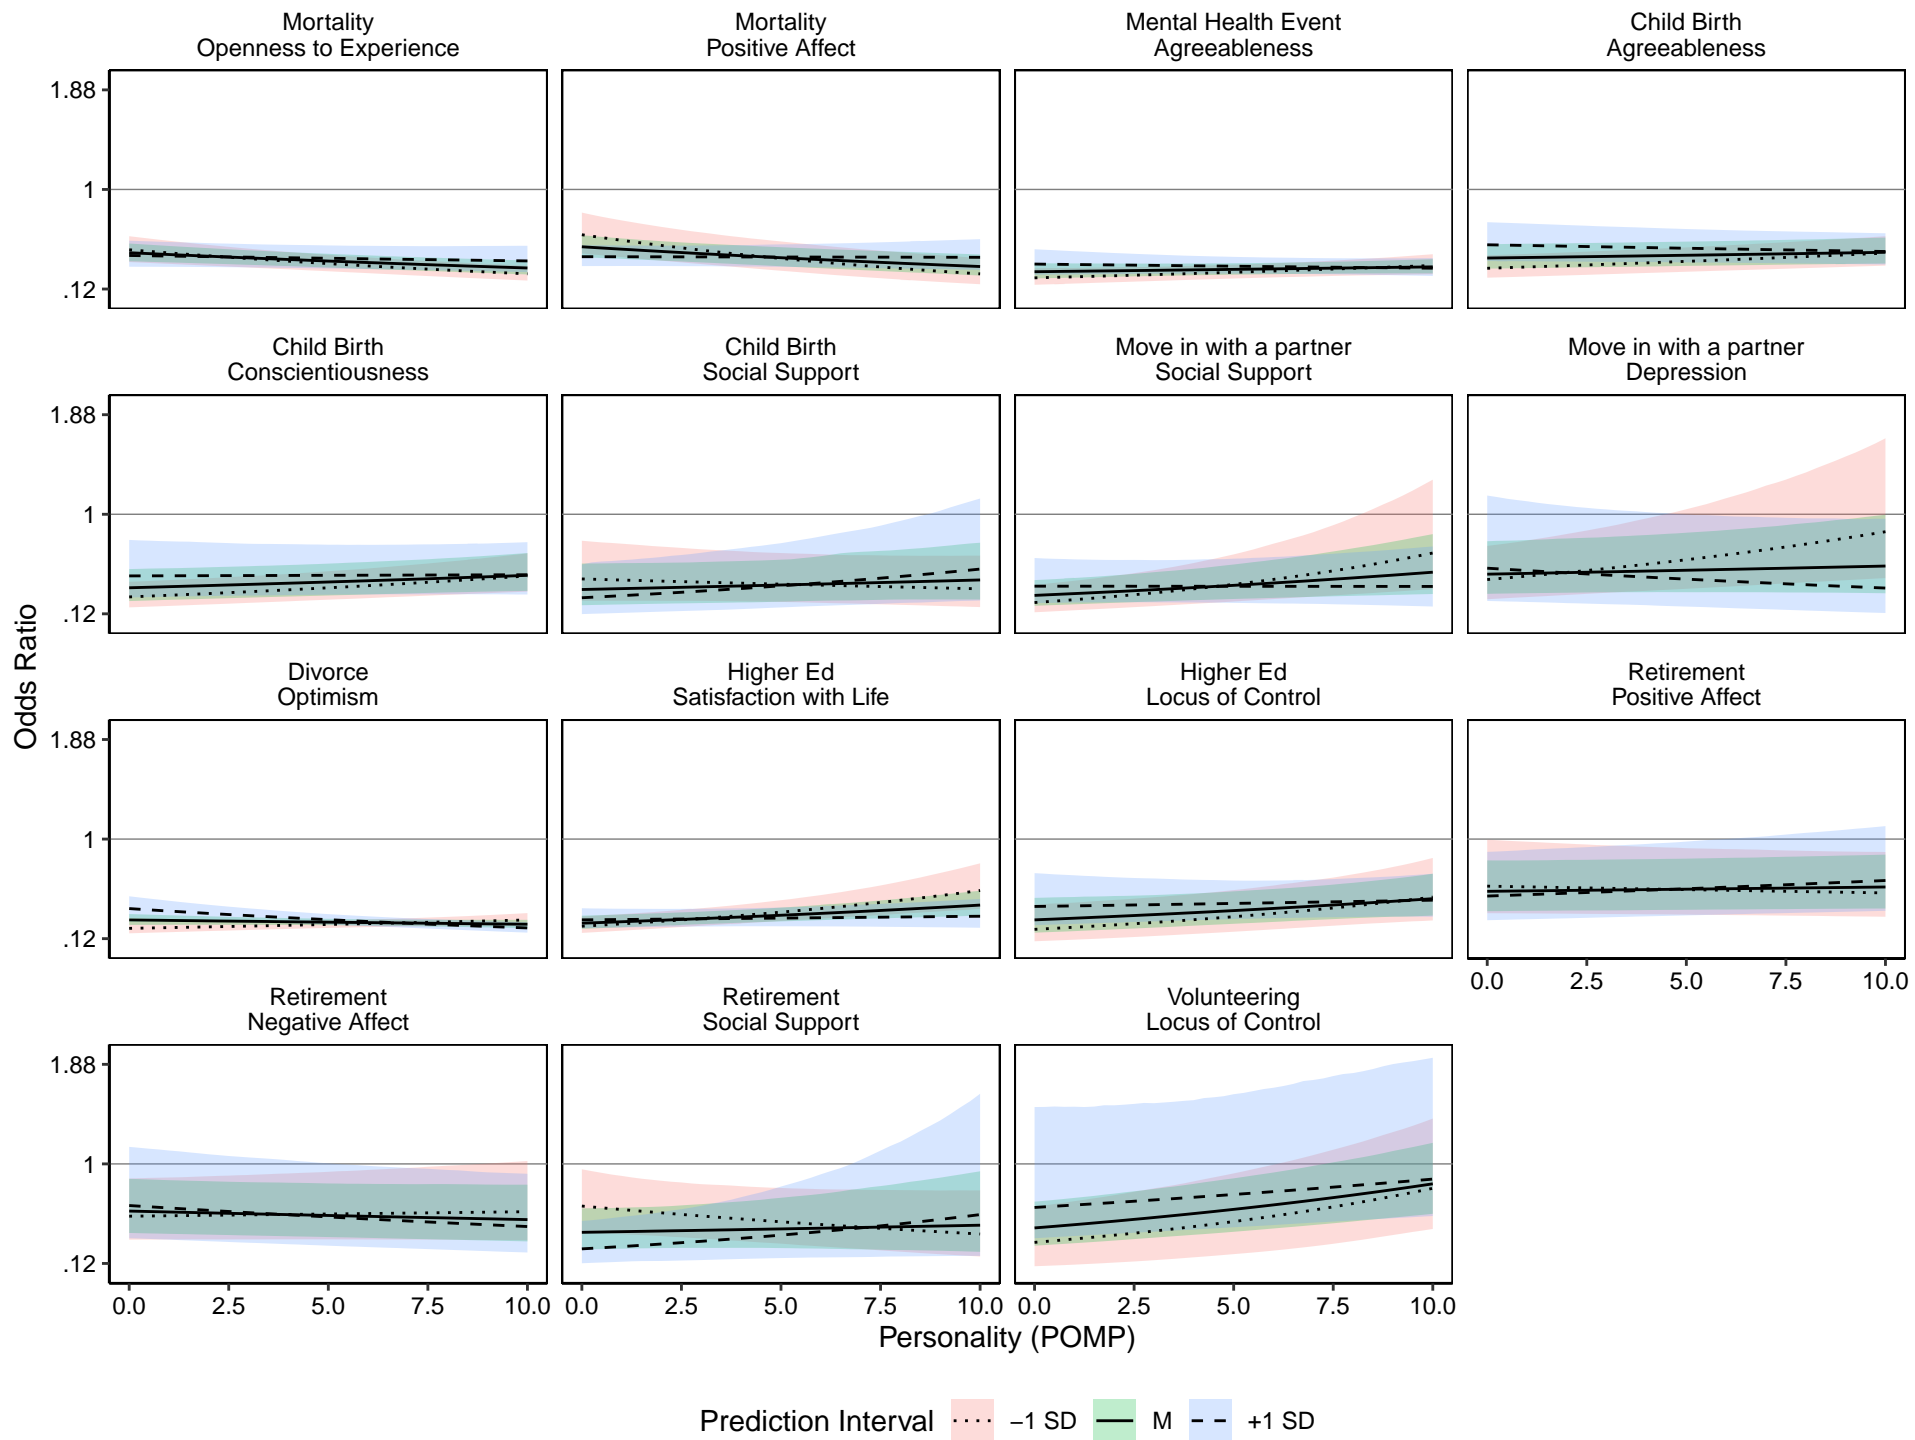 Mortality
Openness to Experience
Mortality
Positive Affect
Mental Health Event
Agreeableness
Child Birth
Agreeableness
1.88
1
.12
Child Birth
Conscientiousness
Child Birth
Social Support
Move in with a partner
Social Support
Move in with a partner
Depression
1.88
1
.12
Odds Ratio
Divorce
Optimism
Higher Ed
Satisfaction with Life
Higher Ed
Locus of Control
Retirement
Positive Affect
1.88
1
.12
0.0 2.5 5.0 7.5 10.0
Retirement
Negative Affect
Retirement
Social Support
Volunteering
Locus of Control
1.88
1
.12
0.0 2.5 5.0 7.5 10.0
0.0 2.5 5.0 7.5 10.0
0.0 2.5 5.0 7.5 10.0
Personality (POMP)
Prediction Interval −1 SD M +1 SD